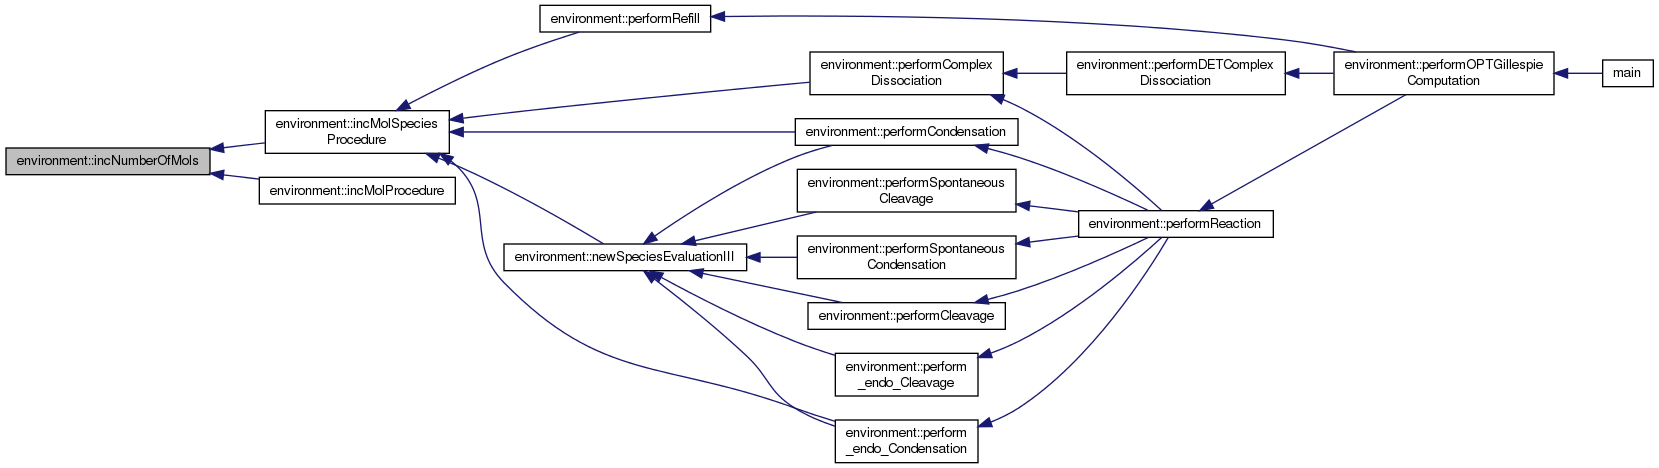 environment::incNumberOfMols
environment::incMolSpecies
Procedure
environment::incMolProcedure
environment::performRefill
environment::newSpeciesEvaluationIII
environment::performComplex
Dissociation
environment::performCondensation
environment::performSpontaneous
Cleavage
environment::performSpontaneous
Condensation
environment::performCleavage
environment::perform
_endo_Cleavage
environment::perform
_endo_Condensation
environment::performDETComplex
Dissociation
environment::performReaction
environment::performOPTGillespie
Computation
main